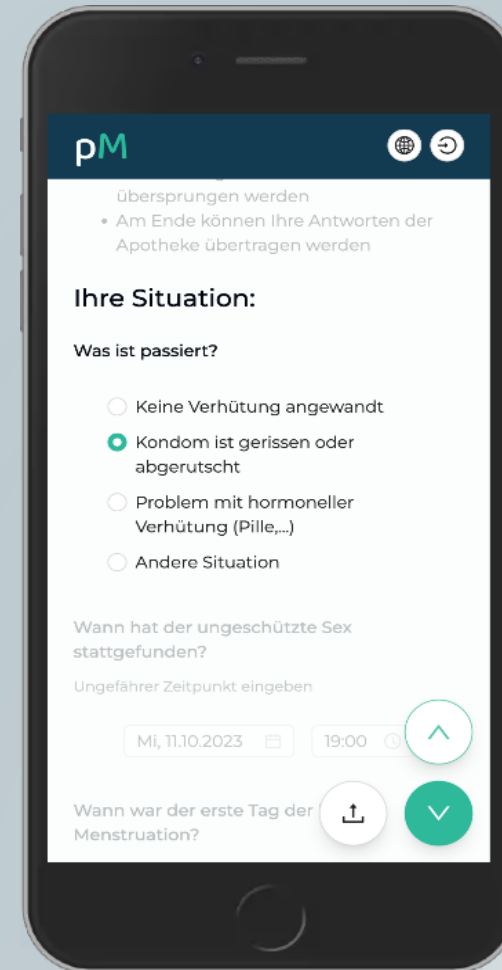 pM
übersprungen werden
• Am Ende können Ihre Antworten der
Apotheke übertragen werden
Ihre Situation:
Was ist passiert?
Keine Verhütung angewandt
Kondom ist gerissen oder
abgerutscht
Problem mit hormoneller
Verhütung (Pille,...)
Andere Situation
Wann hat der ungeschützte Sex
stattgefunden?
Ungefährer Zeitpunkt eingeben
Mi, 11.10.2023 19:00
Wann war der erste Tag der
Menstruation?